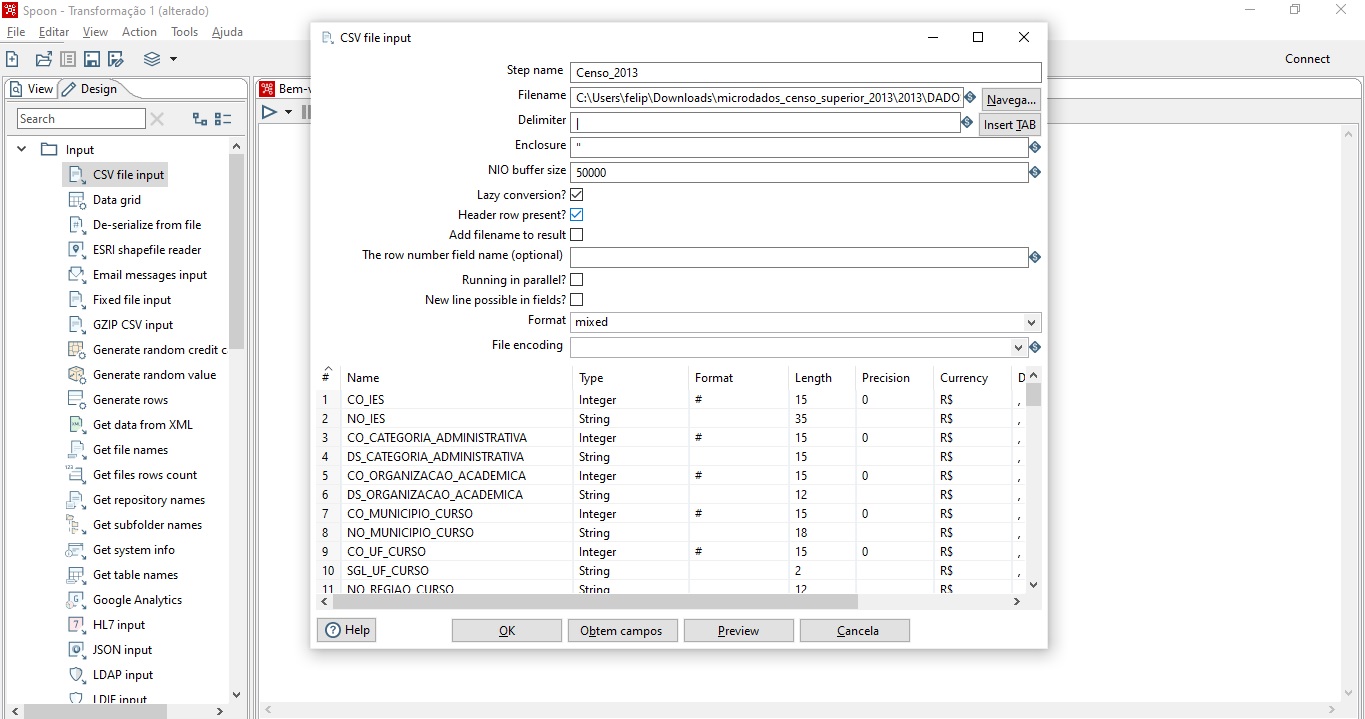 Spoon - Transformação 1 (alterado)
File Editar View Action Tools Ajuda
Connect
View Design
Bem-v
Search
Input
CSV file input
Data grid
De-serialize from file
ESRI shapefile reader
Email messages input
Fixed file input
GZIP CSV input
Generate random credit c
Generate random value
Generate rows
Get data from XML
Get file names
Get files rows count
Get repository names
Get subfolder names
Get system info
Get table names
Google Analytics
HL7 input
JSON input
LDAP input
LDIF input
CSV file input
Step name Censo_2013
Filename C:\Users\felip\Downloads\microdados_censo_superior_2013\2013\DADO Navega...
Delimiter | Insert TAB
Enclosure "
NIO buffer size 50000
Lazy conversion?
Header row present?
Add filename to result
The row number field name (optional)
Running in parallel?
New line possible in fields?
Format mixed
File encoding
# Name Type Format Length Precision Currency D
1 CO_IES Integer # 15 0 R$ ,
2 NO_IES String 35 R$ ,
3 CO_CATEGORIA_ADMINISTRATIVA Integer # 15 0 R$ ,
4 DS_CATEGORIA_ADMINISTRATIVA String 15 R$ ,
5 CO_ORGANIZACAO_ACADEMICA Integer # 15 0 R$ ,
6 DS_ORGANIZACAO_ACADEMICA String 12 R$ ,
7 CO_MUNICIPIO_CURSO Integer # 15 0 R$ ,
8 NO_MUNICIPIO_CURSO String 18 R$ ,
9 CO_UF_CURSO Integer # 15 0 R$ ,
10 SGL_UF_CURSO String 2 R$ ,
11 NO_REGIAO_CURSO String 12 R$
Help OK Obtem campos Preview Cancela